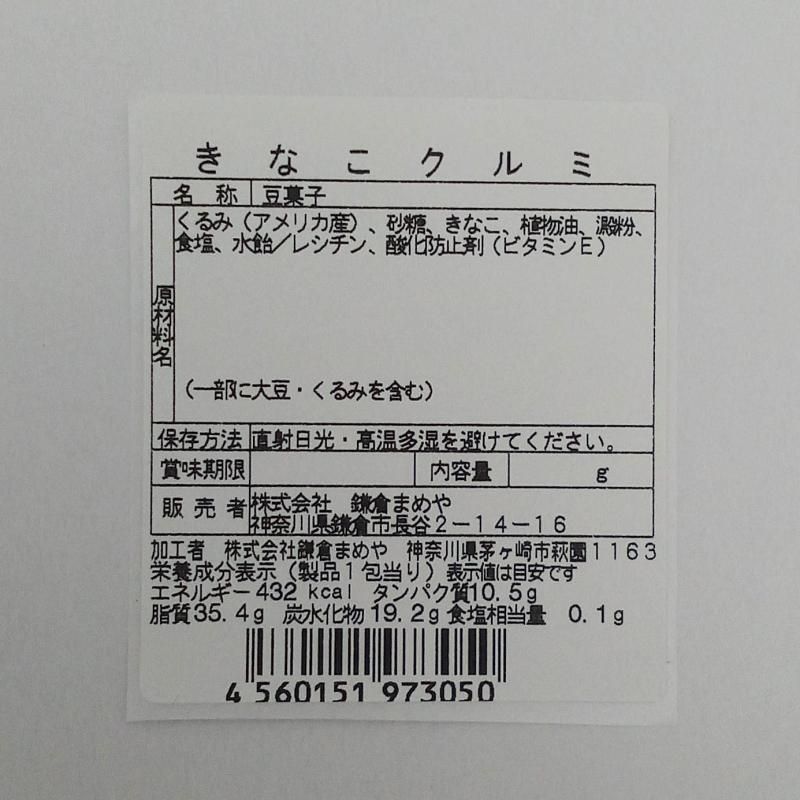 きなこクルミ
名称 豆菓子
原材料名 くるみ（アメリカ産）、砂糖、きなこ、植物油、澱粉、
食塩、水飴／レシチン、酸化防止剤（ビタミンE）
（一部に大豆・くるみを含む）
保存方法 直射日光・高温多湿を避けてください。
賞味期限 内容量 g
販売者 株式会社 鎌倉まめや
神奈川県鎌倉市長谷2－14－16
加工者 株式会社鎌倉まめや 神奈川県茅ヶ崎市萩園1163
栄養成分表示（製品1包当り）表示値は目安です
エネルギー432kcal タンパク質10.5g
脂質35.4g 炭水化物19.2g 食塩相当量 0.1g
4 560151 973050